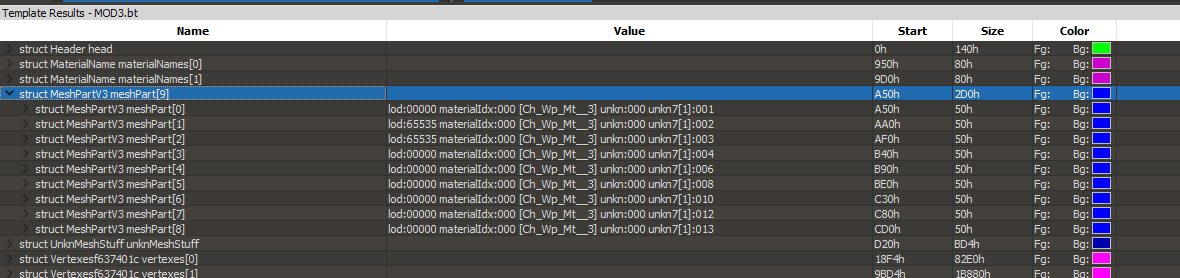 Template Results - MOD3.bt
Name Value Start Size Color
struct Header head 0h 140h Fg: Bg:
struct MaterialName materialNames[0] 950h 80h Fg: Bg:
struct MaterialName materialNames[1] 9D0h 80h Fg: Bg:
struct MeshPartV3 meshPart[9] A50h 2D0h Fg: Bg:
struct MeshPartV3 meshPart[0] lod:00000 materialIdx:000 [Ch_Wp_Mt__3] unkn:000 unkn7[1]:001 A50h 50h Fg: Bg:
struct MeshPartV3 meshPart[1] lod:65535 materialIdx:000 [Ch_Wp_Mt__3] unkn:000 unkn7[1]:002 AA0h 50h Fg: Bg:
struct MeshPartV3 meshPart[2] lod:65535 materialIdx:000 [Ch_Wp_Mt__3] unkn:000 unkn7[1]:003 AF0h 50h Fg: Bg:
struct MeshPartV3 meshPart[3] lod:00000 materialIdx:000 [Ch_Wp_Mt__3] unkn:000 unkn7[1]:004 B40h 50h Fg: Bg:
struct MeshPartV3 meshPart[4] lod:00000 materialIdx:000 [Ch_Wp_Mt__3] unkn:000 unkn7[1]:006 B90h 50h Fg: Bg:
struct MeshPartV3 meshPart[5] lod:00000 materialIdx:000 [Ch_Wp_Mt__3] unkn:000 unkn7[1]:008 BE0h 50h Fg: Bg:
struct MeshPartV3 meshPart[6] lod:00000 materialIdx:000 [Ch_Wp_Mt__3] unkn:000 unkn7[1]:010 C30h 50h Fg: Bg:
struct MeshPartV3 meshPart[7] lod:00000 materialIdx:000 [Ch_Wp_Mt__3] unkn:000 unkn7[1]:012 C80h 50h Fg: Bg:
struct MeshPartV3 meshPart[8] lod:00000 materialIdx:000 [Ch_Wp_Mt__3] unkn:000 unkn7[1]:013 CD0h 50h Fg: Bg:
struct UnknMeshStuff unknMeshStuff D20h BD4h Fg: Bg:
struct Vertexesf637401c vertexes[0] 18F4h 82E0h Fg: Bg:
struct Vertexesf637401c vertexes[1] 9BD4h 1B880h Fg: Bg: